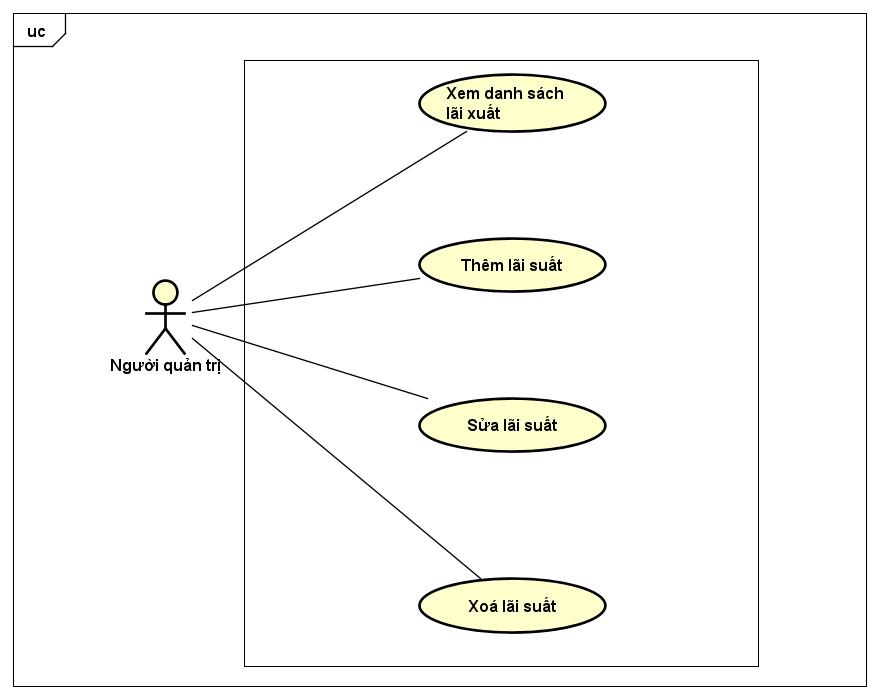 uc
Xem danh sách
lãi xuất
Thêm lãi suất
Người quản trị
Sửa lãi suất
Xoá lãi suất